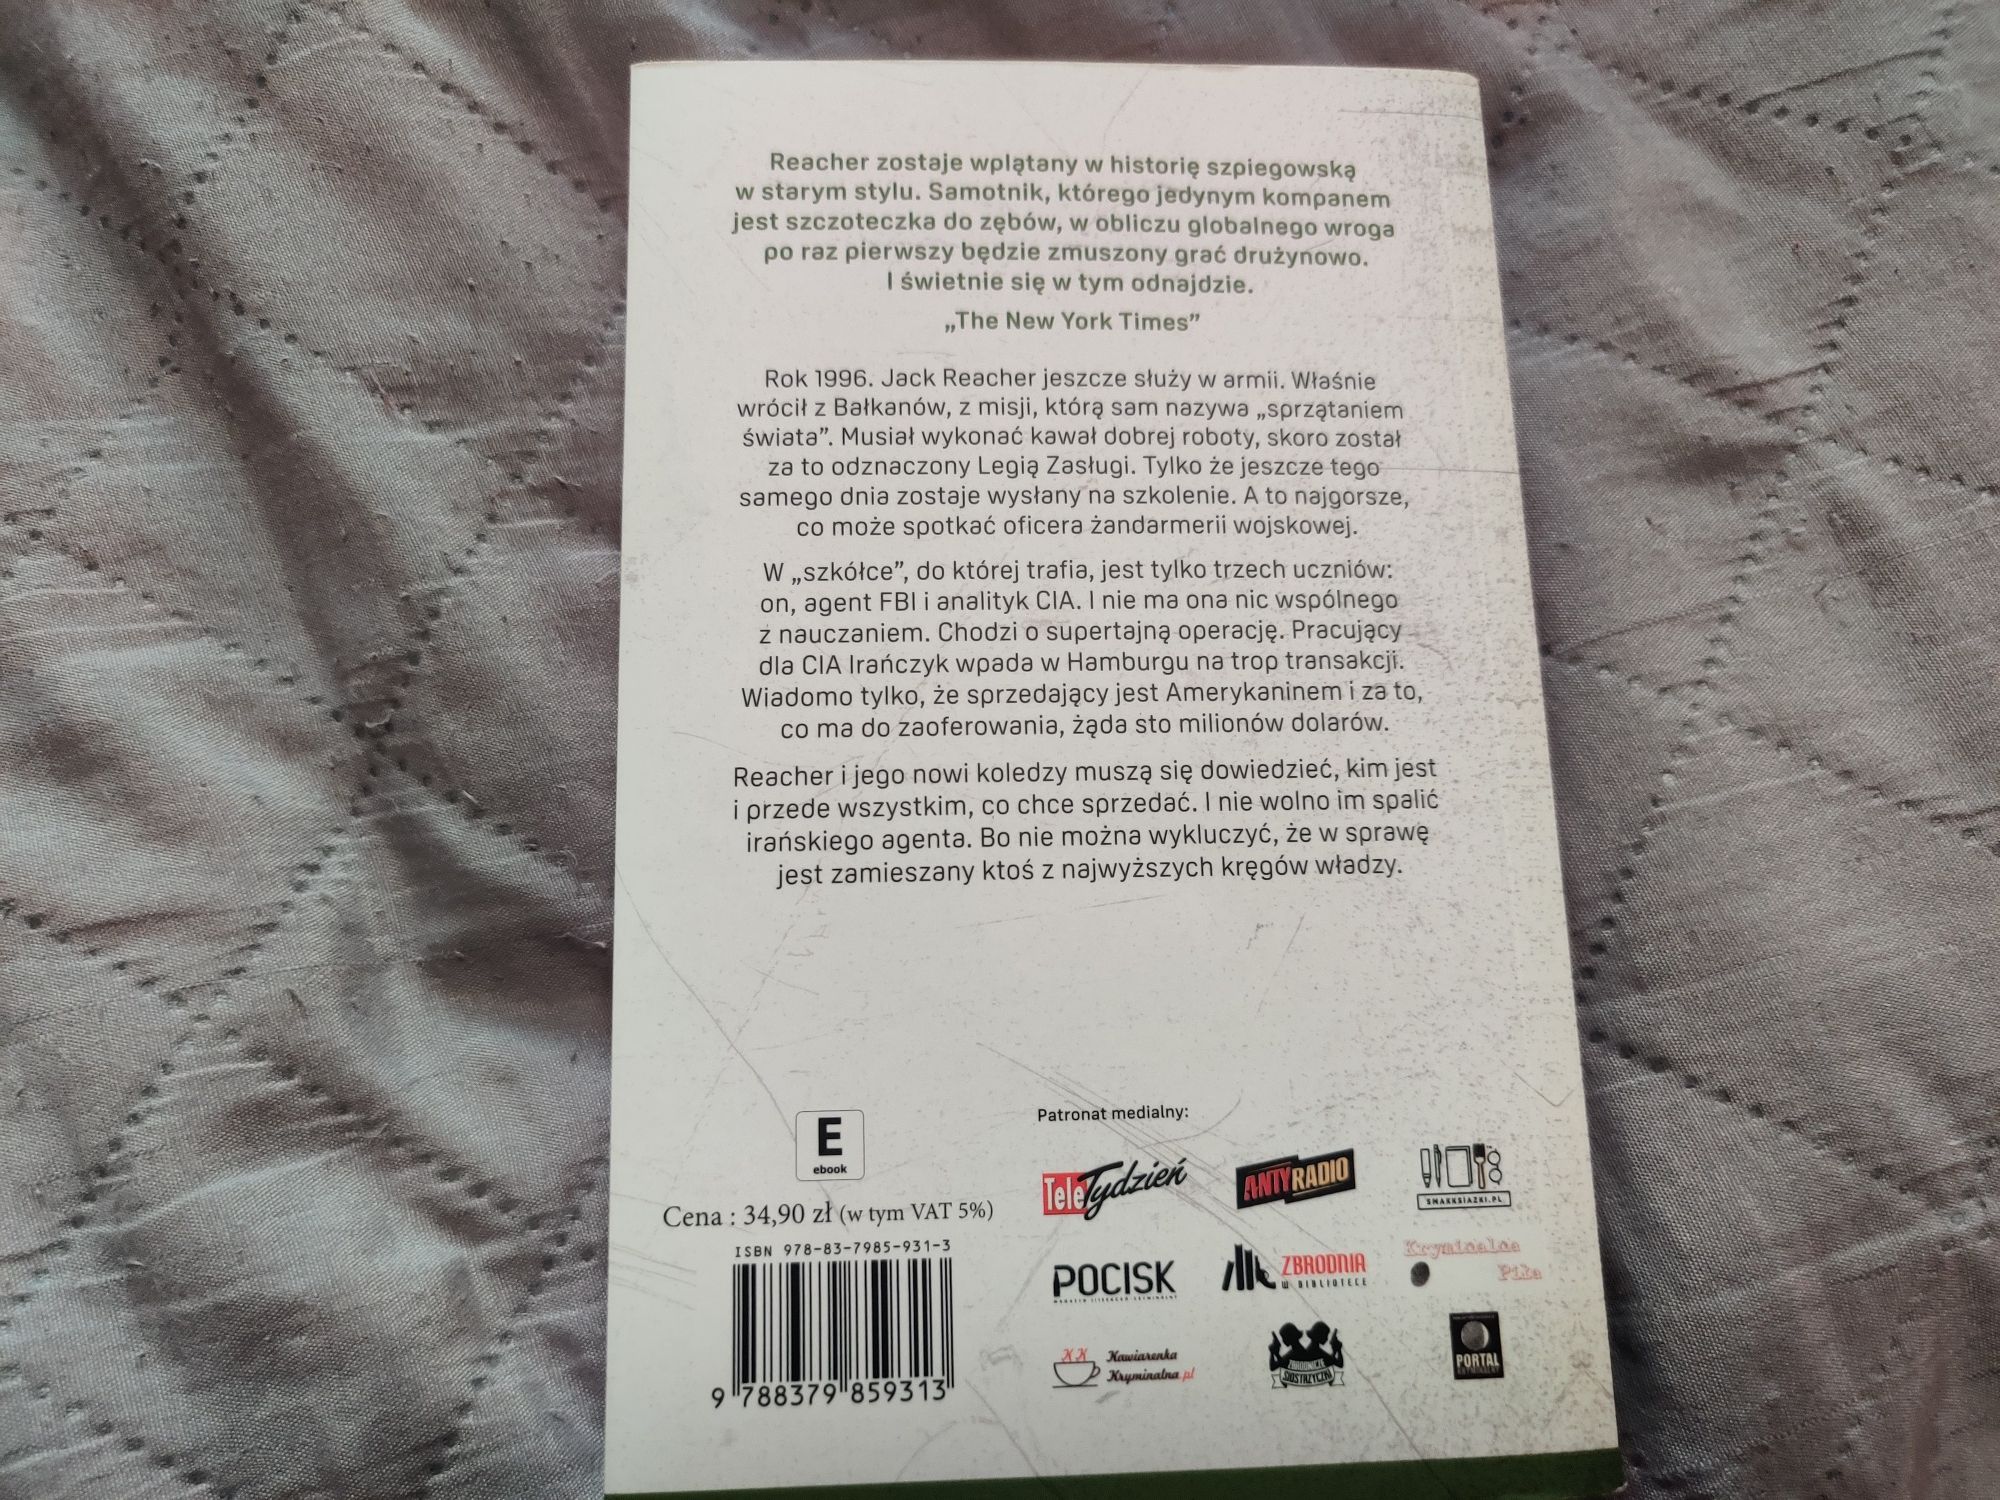 Reacher zostaje wplątany w historię szpiegowską
w starym stylu. Samotnik, którego jedynym kompanem
jest szczoteczka do zębów, w obliczu globalnego wroga
po raz pierwszy będzie zmuszony grać drużynowo.
I świetnie się w tym odnajdzie.
„The New York Times”
Rok 1996. Jack Reacher jeszcze służy w armii. Właśnie
wrócił z Bałkanów, z misji, którą sam nazywa „sprzątaniem
świata”. Musiał wykonać kawał dobrej roboty, skoro został
za to odznaczony Legią Zasługi. Tylko że jeszcze tego
samego dnia zostaje wysłany na szkolenie. A to najgorsze,
co może spotkać oficera żandarmerii wojskowej.
W „szkółce”, do której trafia, jest tylko trzech uczniów:
on, agent FBI i analityk CIA. I nie ma ona nic wspólnego
z nauczaniem. Chodzi o supertajną operację. Pracujący
dla CIA Irańczyk wpada w Hamburgu na trop transakcji.
Wiadomo tylko, że sprzedający jest Amerykaninem i za to,
co ma do zaoferowania, żąda sto milionów dolarów.
Reacher i jego nowi koledzy muszą się dowiedzieć, kim jest
i przede wszystkim, co chce sprzedać. I nie wolno im spalić
irańskiego agenta. Bo nie można wykluczyć, że w sprawę
jest zamieszany ktoś z najwyższych kręgów władzy.
E
ebook
Cena : 34,90 zł (w tym VAT 5%)
ISBN 978-83-7985-931-3
9 788379 859313
Patronat medialny:
Tele Tydzień
ANTYRADIO
SMAKKSIAZKI.PL
POCISK
ZBRODNIA
W BIBLIOTECE
Kryminalna
Piła
KK
Kawiarenka
Kryminalna.pl
ZBRODNICZE
SIOSTRZYCZKI
PORTAL